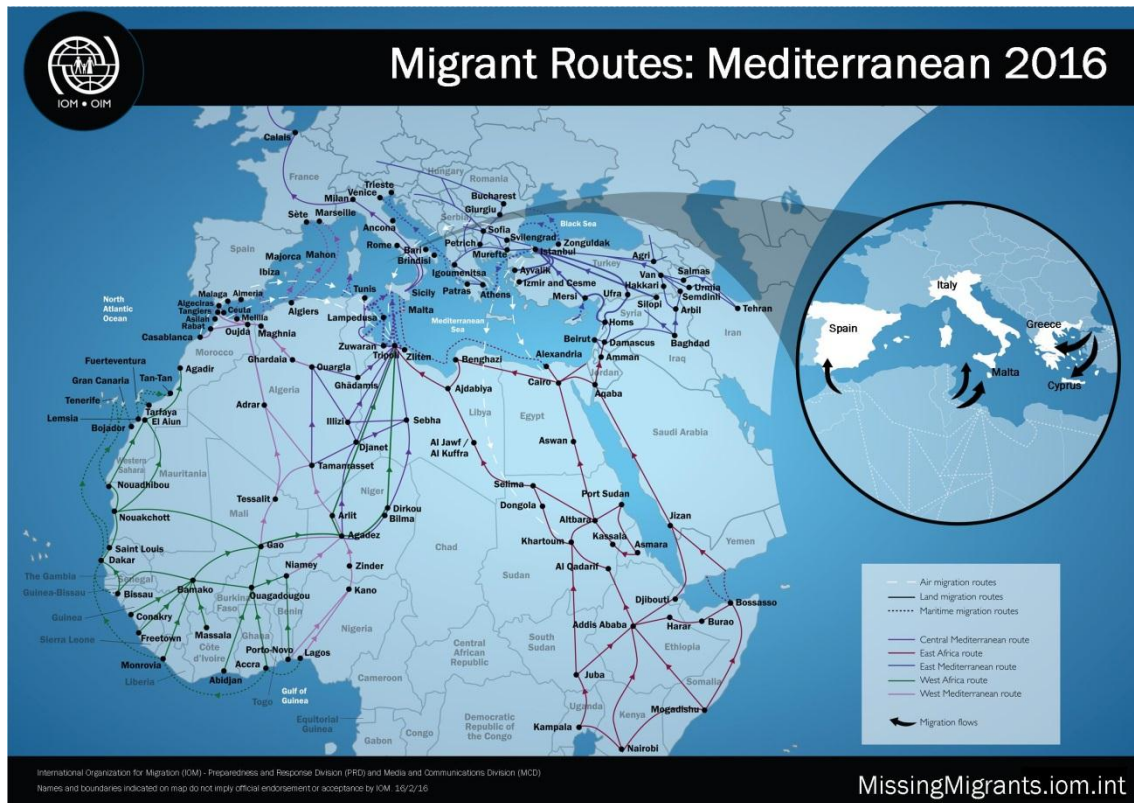 IOM • OIM
Migrant Routes: Mediterranean 2016
Calais
France
Hungary
Romania
Trieste
Venice
Milan
Bucharest
Giurgiu
Serbia
Black Sea
Sète
Marseille
Ancona
Sofia
Svilengrad
Spain
Rome
Petrich
Zonguldak
Bari
Istanbul
Majorca
Mahon
Brindisi
Murefte
Agri
Ibiza
Igoumenitsa
Ayvalik
Turkey
Van
Salmas
Izmir and Cesme
Hakkari
Urmia
Malaga
Almeria
Tunis
Sicily
Patras
Athens
Mersi
Ufra
Semdinli
North
Atlantic
Ocean
Algeciras
Tangiers
Ceuta
Algiers
Malta
Silopi
Tehran
Asilah
Melilla
Lampedusa
Mediterranean
Sea
Syria
Arbil
Rabat
Homs
Casablanca
Oujda
Maghnia
Beirut
Damascus
Baghdad
Iran
Morocco
Zuwaran
Tripoli
Zliten
Benghazi
Alexandria
Amman
Iraq
Fuerteventura
Ghardaia
Ouargla
Jordan
Agadir
Gran Canaria
Tan-Tan
Algeria
Ghādamis
Cairo
Ajdabiya
Aqaba
Tenerife
Tarfaya
Adrar
Libya
Egypt
Lemsia
El Aiun
Illizi
Sebha
Bojador
Saudi Arabia
Djanet
Al Jawf /
Al Kuffra
Aswan
Western
Sahara
Mauritania
Tamanrasset
Nouadhibou
Selima
Port Sudan
Tessalit
Niger
Dongola
Mali
Arlit
Dirkou
Bilma
Jizan
Nouakchott
Altbara
Agadez
Khartoum
Kassala
Asmara
Yemen
Saint Louis
Gao
Chad
Dakar
Niamey
Zinder
Sudan
Al Qadarif
The Gambia
Senegal
Guinea-Bissau
Bissau
Bamako
Ouagadougou
Kano
Djibouti
Bossasso
Burkina
Faso
Benin
Guinea
Conakry
Addis Ababa
Harar
Burao
Freetown
Massala
Ghana
Nigeria
Sierra Leone
Côte
d'Ivoire
Porto-Novo
Lagos
Central
African
Republic
South
Sudan
Ethiopia
Monrovia
Accra
Liberia
Abidjan
Cameroon
Juba
Somalia
Togo
Gulf of
Guinea
Mogadishu
Uganda
Equitorial
Guinea
Kampala
Kenya
Democratic
Republic of
the Congo
Gabon
Congo
Nairobi
Italy
Spain
Greece
Malta
Cyprus
Air migration routes
Land migration routes
Maritime migration routes
Central Mediterranean route
East Africa route
East Mediterranean route
West Africa route
West Mediterranean route
Migration flows
International Organization for Migration (IOM) - Preparedness and Response Division (PRD) and Media and Communications Division (MCD)
Names and boundaries indicated on map do not imply official endorsement or acceptance by IOM. 16/2/16
MissingMigrants.iom.int